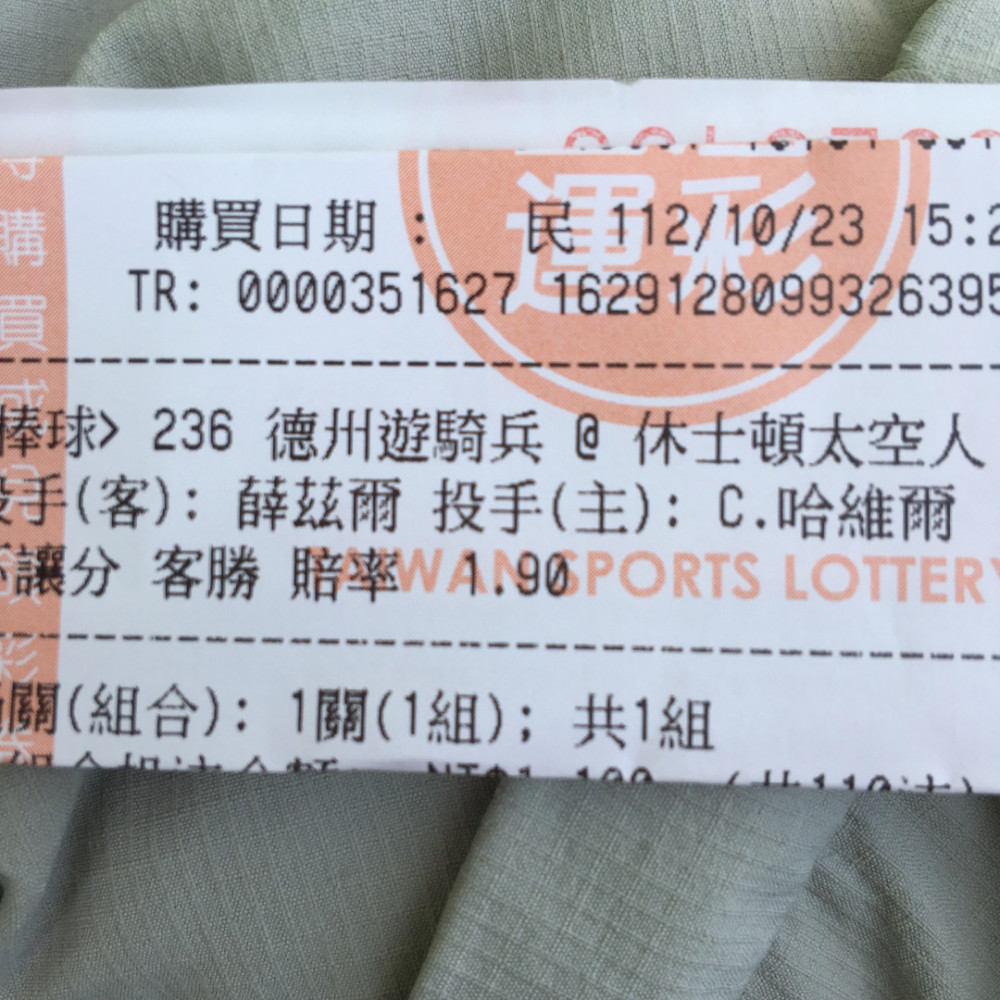 運彩
購買日期: 民 112/10/23 15:2
TR: 0000351627 16291280993263995
棒球> 236 德州遊騎兵 @ 休士頓太空人
手(客): 薛茲爾 投手(主): C.哈維爾
讓分 客勝 賠率 1.90
TAIWAN SPORTS LOTTERY
關(組合): 1關(1組); 共1組
購買